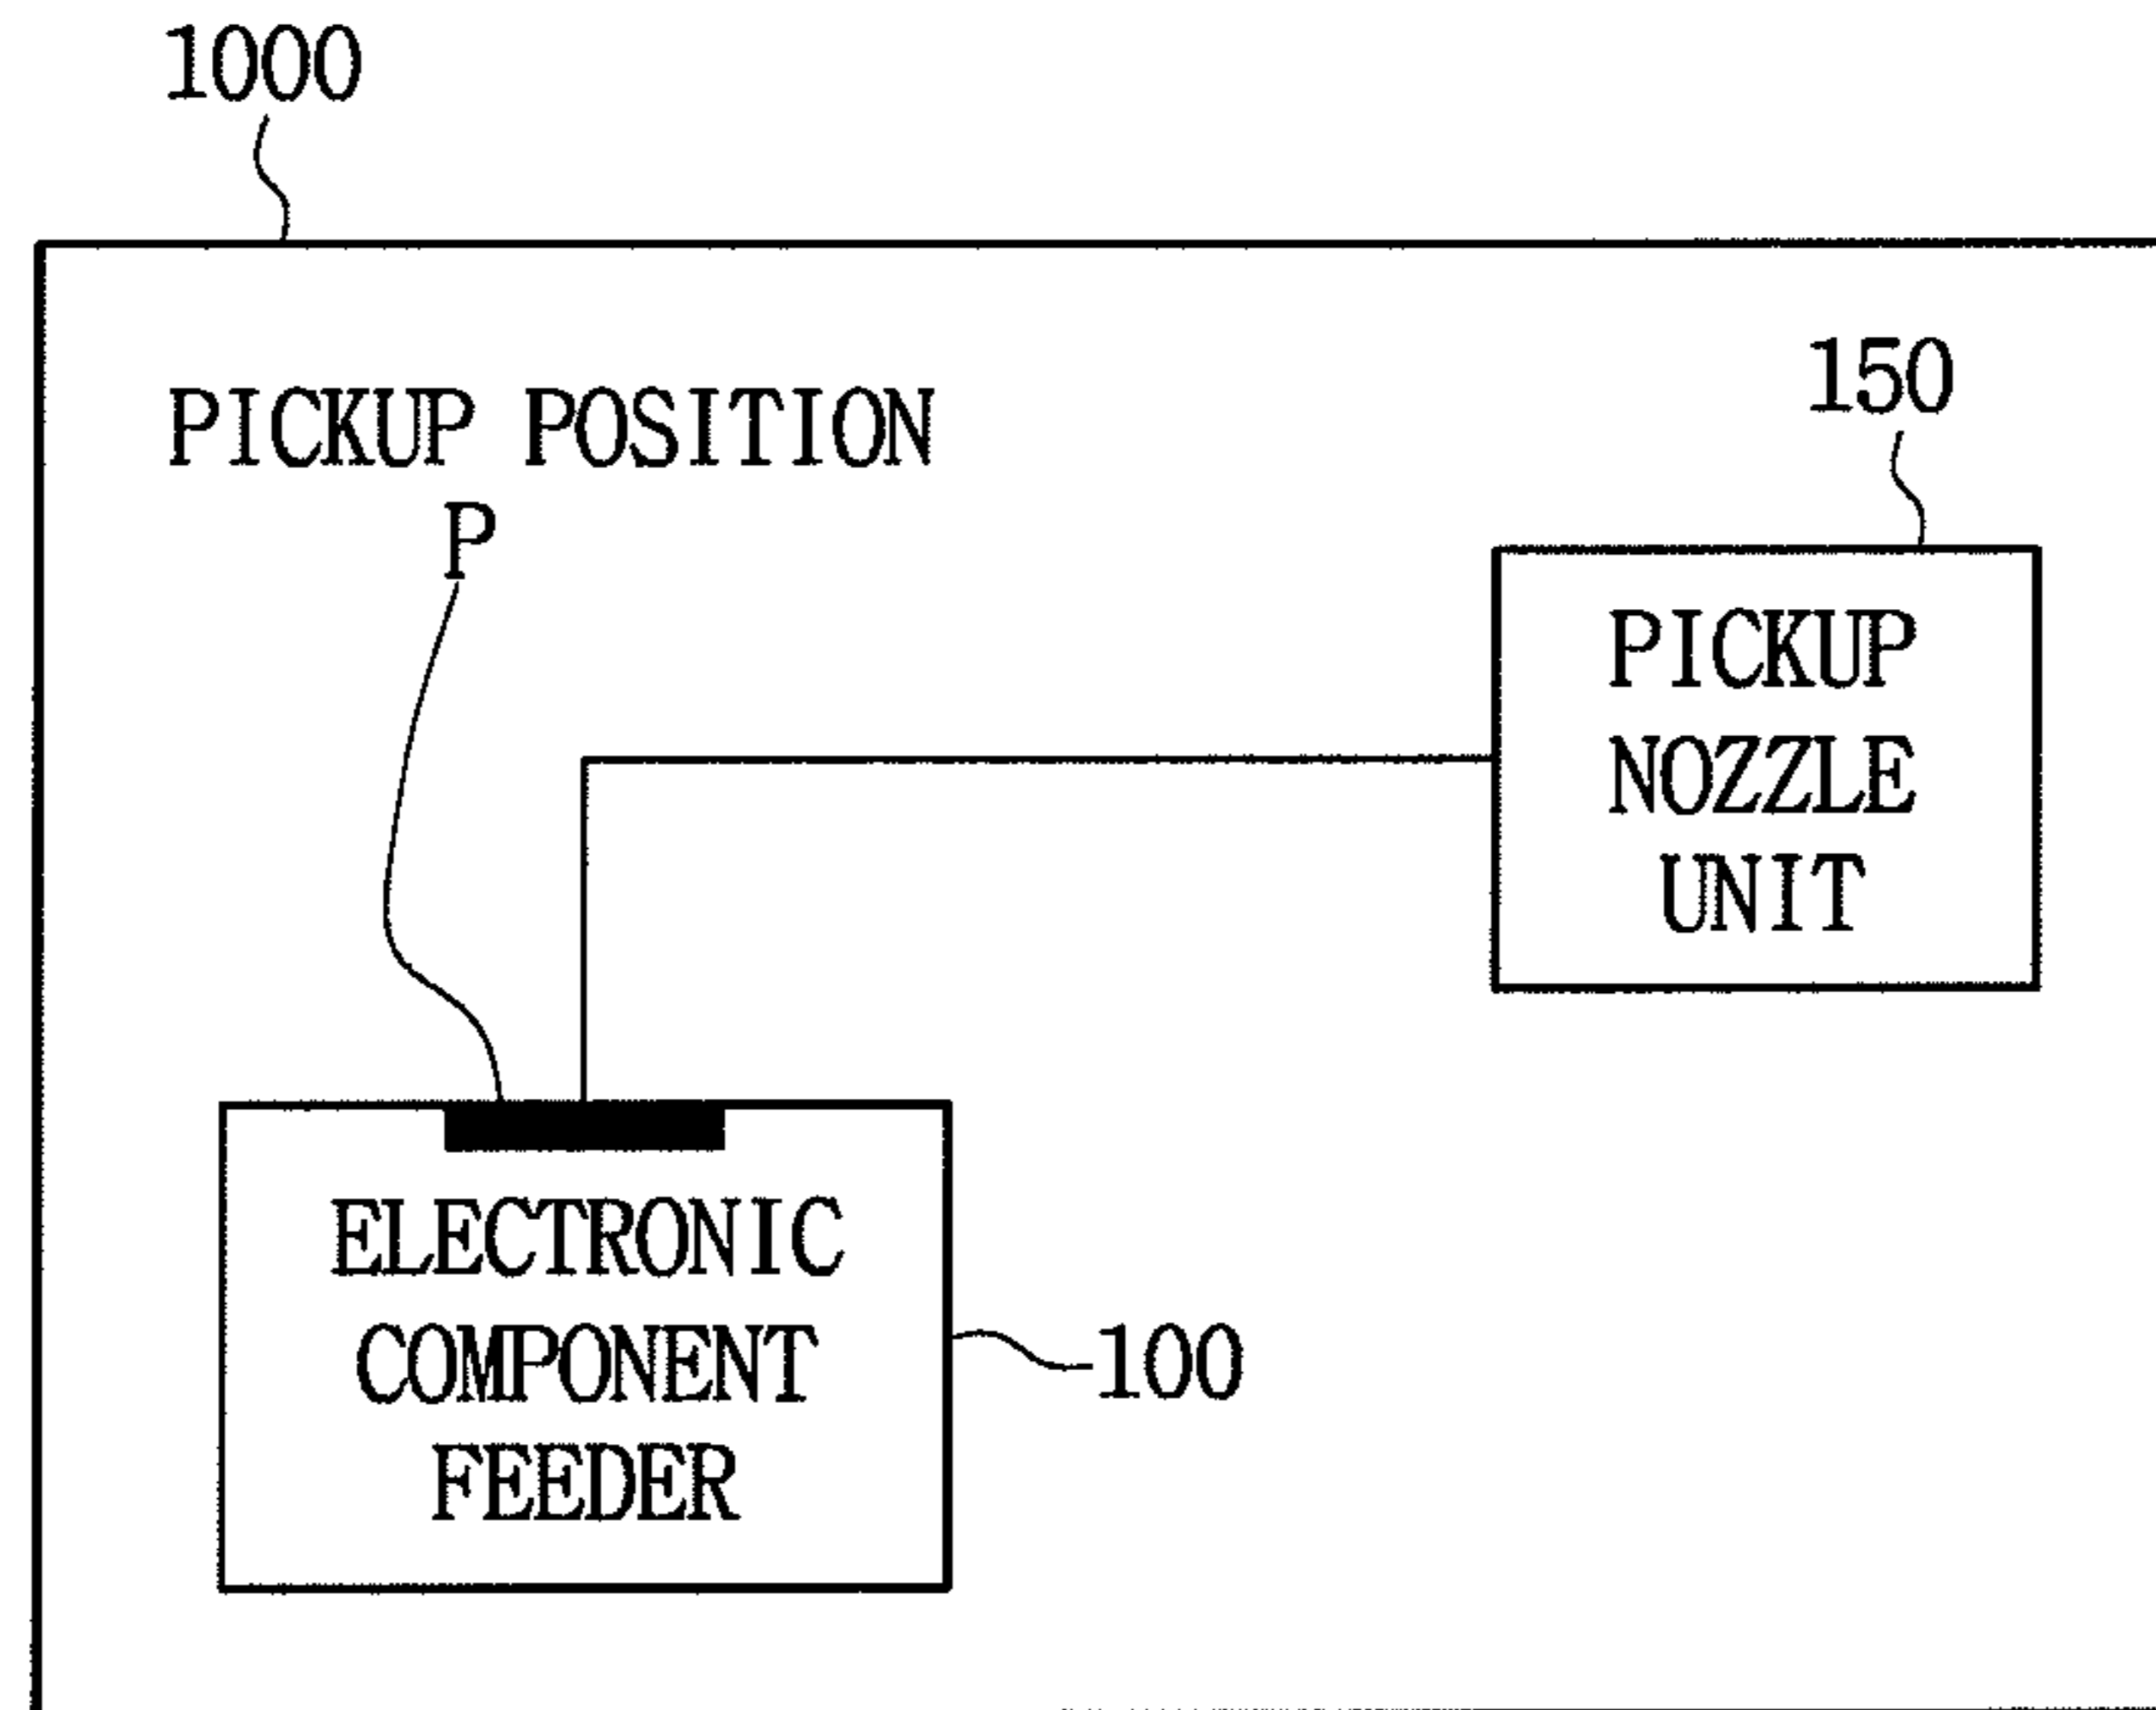 1000
PICKUP POSITION
P
150
PICKUP
NOZZLE
UNIT
ELECTRONIC
COMPONENT
FEEDER
100